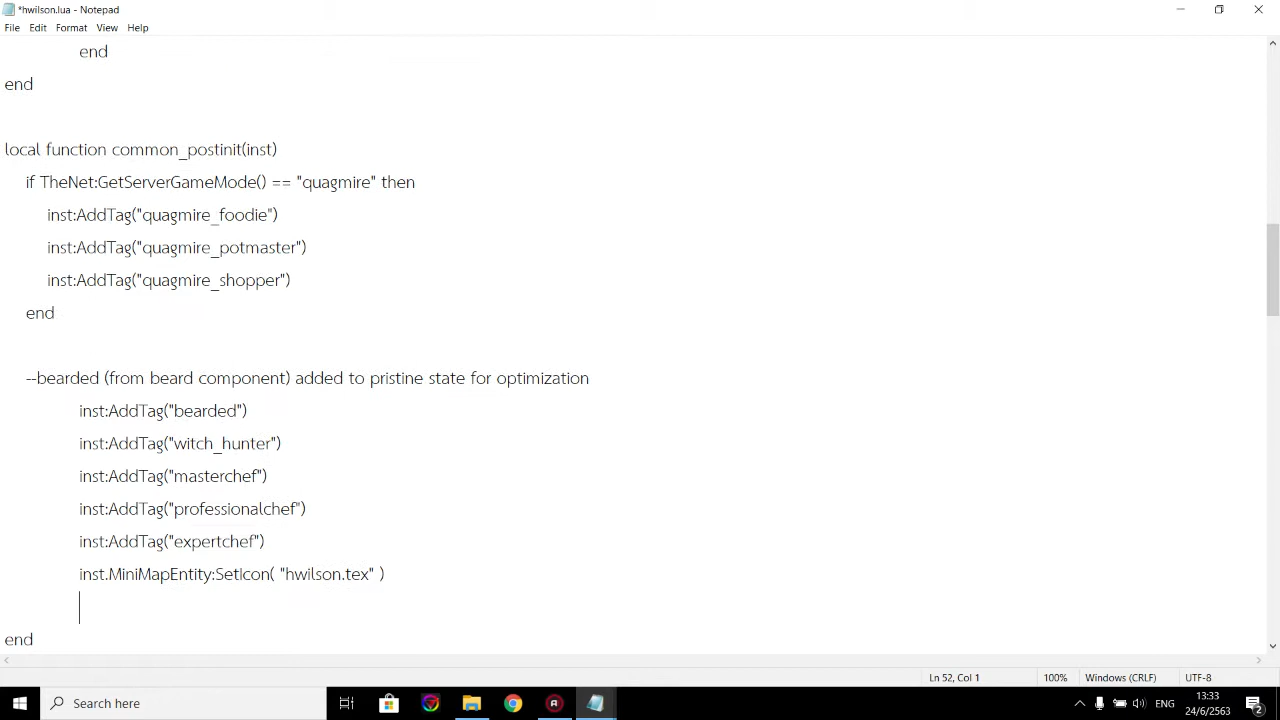 *hwilson.lua - Notepad
File Edit Format View Help
end
end
local function common_postinit(inst)
if TheNet:GetServerGameMode() == "quagmire" then
inst:AddTag("quagmire_foodie")
inst:AddTag("quagmire_potmaster")
inst:AddTag("quagmire_shopper")
end
--bearded (from beard component) added to pristine state for optimization
inst:AddTag("bearded")
inst:AddTag("witch_hunter")
inst:AddTag("masterchef")
inst:AddTag("professionalchef")
inst:AddTag("expertchef")
inst.MiniMapEntity:SetIcon( "hwilson.tex" )
end
Ln 52, Col 1 100% Windows (CRLF) UTF-8
Search here
ENG
13:33
24/6/2563
2